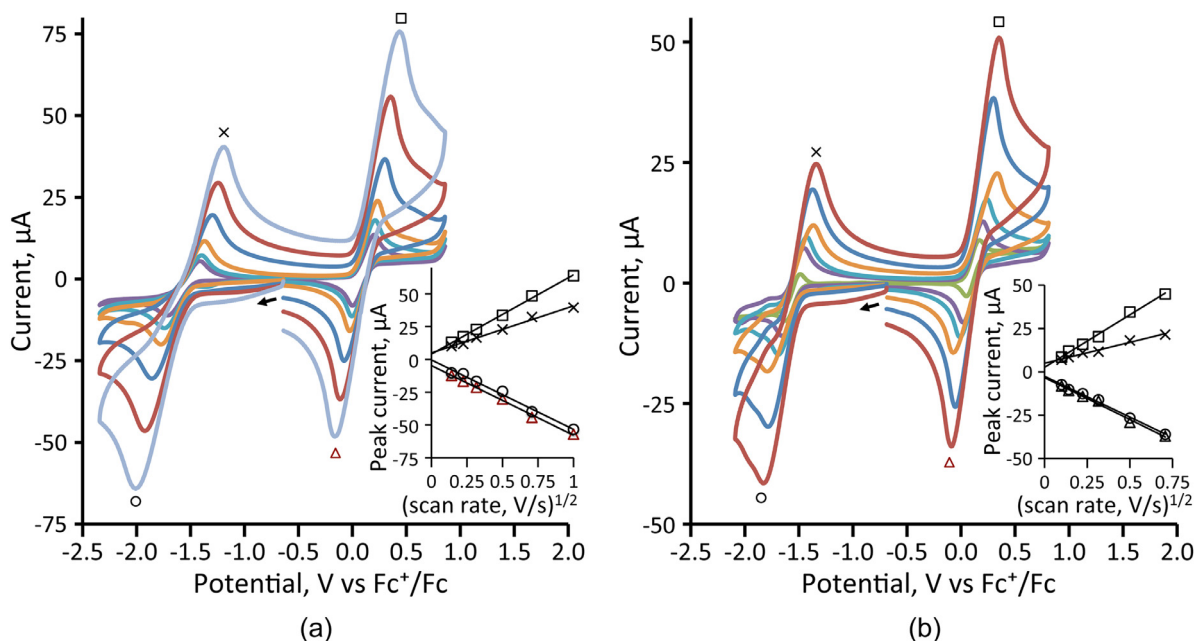 75
50
25
0
-25
-50
-75
Current, µA
-2.5 -2.0 -1.5 -1.0 -0.5 0.0 0.5 1.0 1.5 2.0
Potential, V vs Fc⁺/Fc
50
25
0
-25
-50
-75
Peak current, µA
0 0.25 0.5 0.75 1
(scan rate, V/s)^1/2
(a)
50
25
0
-25
-50
Current, µA
-2.5 -2.0 -1.5 -1.0 -0.5 0.0 0.5 1.0 1.5 2.0
Potential, V vs Fc⁺/Fc
50
25
0
-25
-50
Peak current, µA
0 0.25 0.5 0.75
(scan rate, V/s)^1/2
(b)